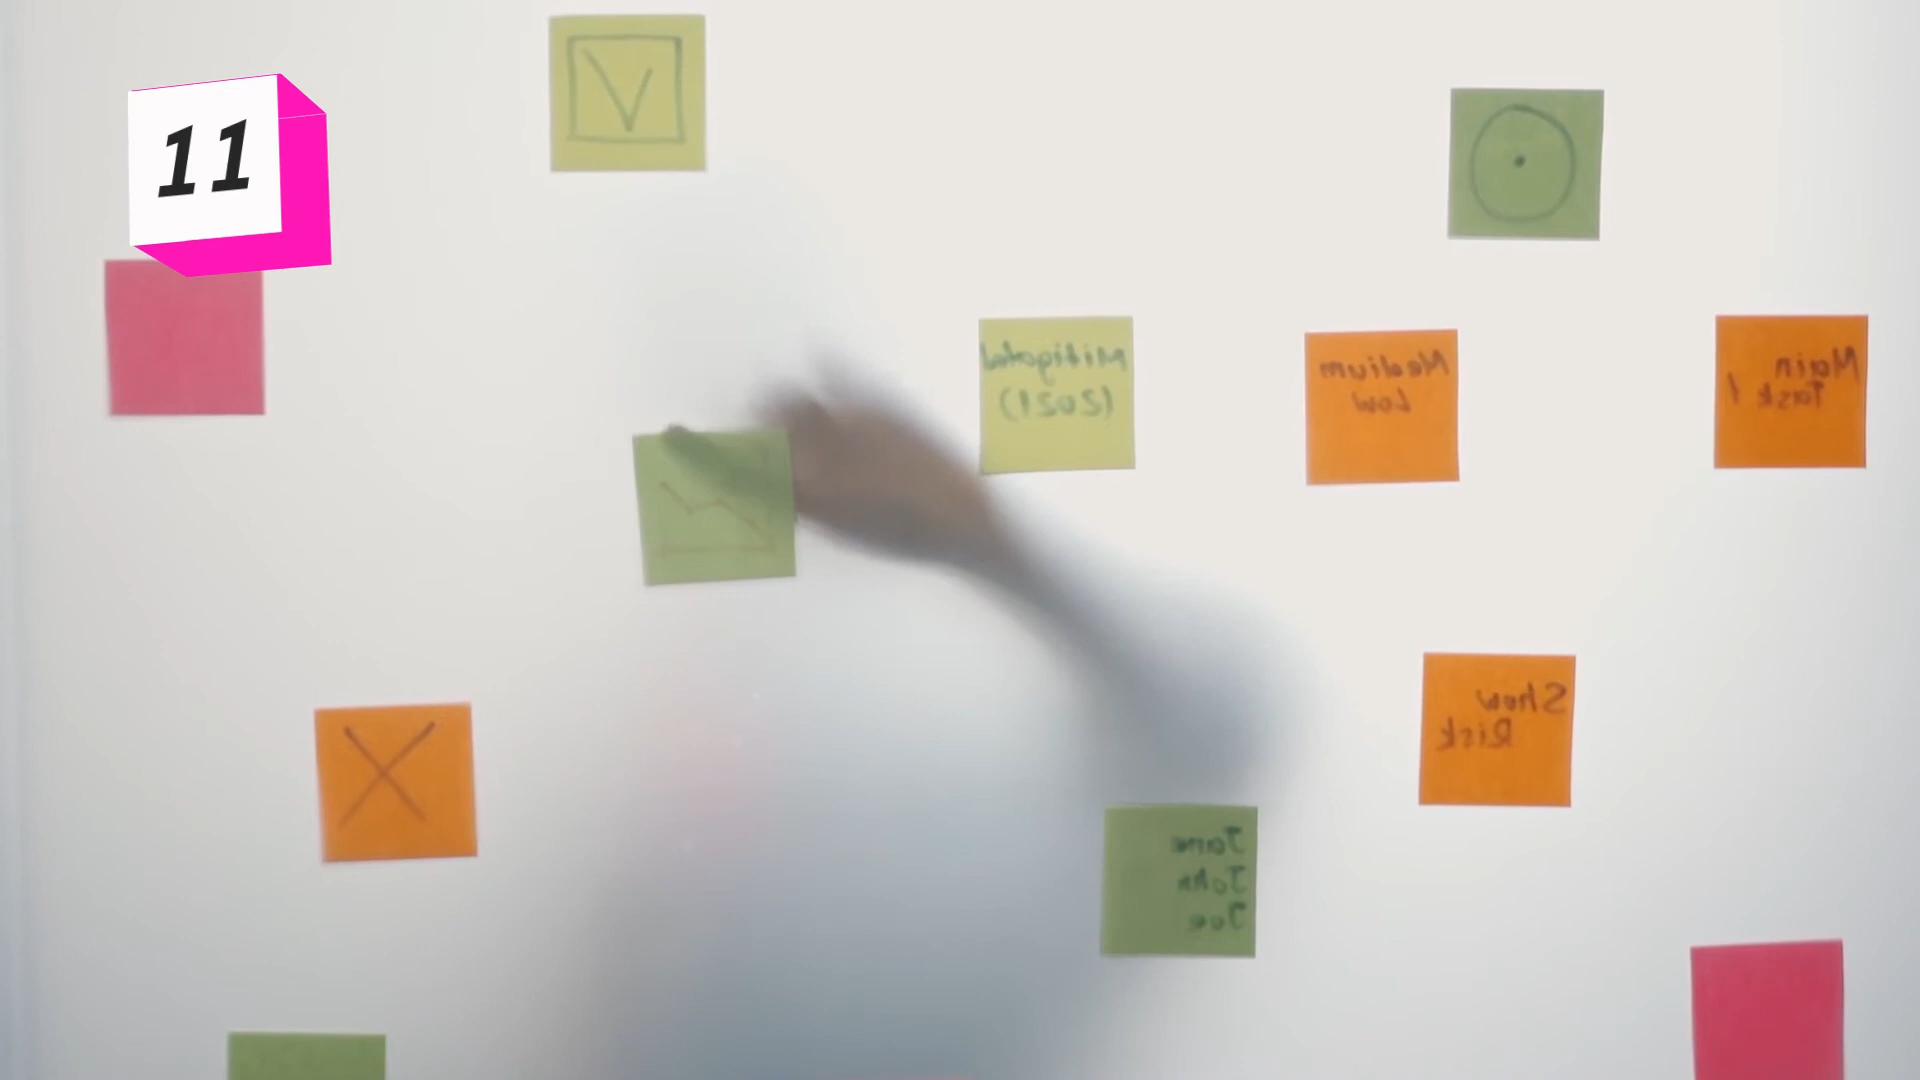 11
Mitigated
(2021)
Medium
Low
Main
Task 1
Show
Risk
Jane
John
Joe